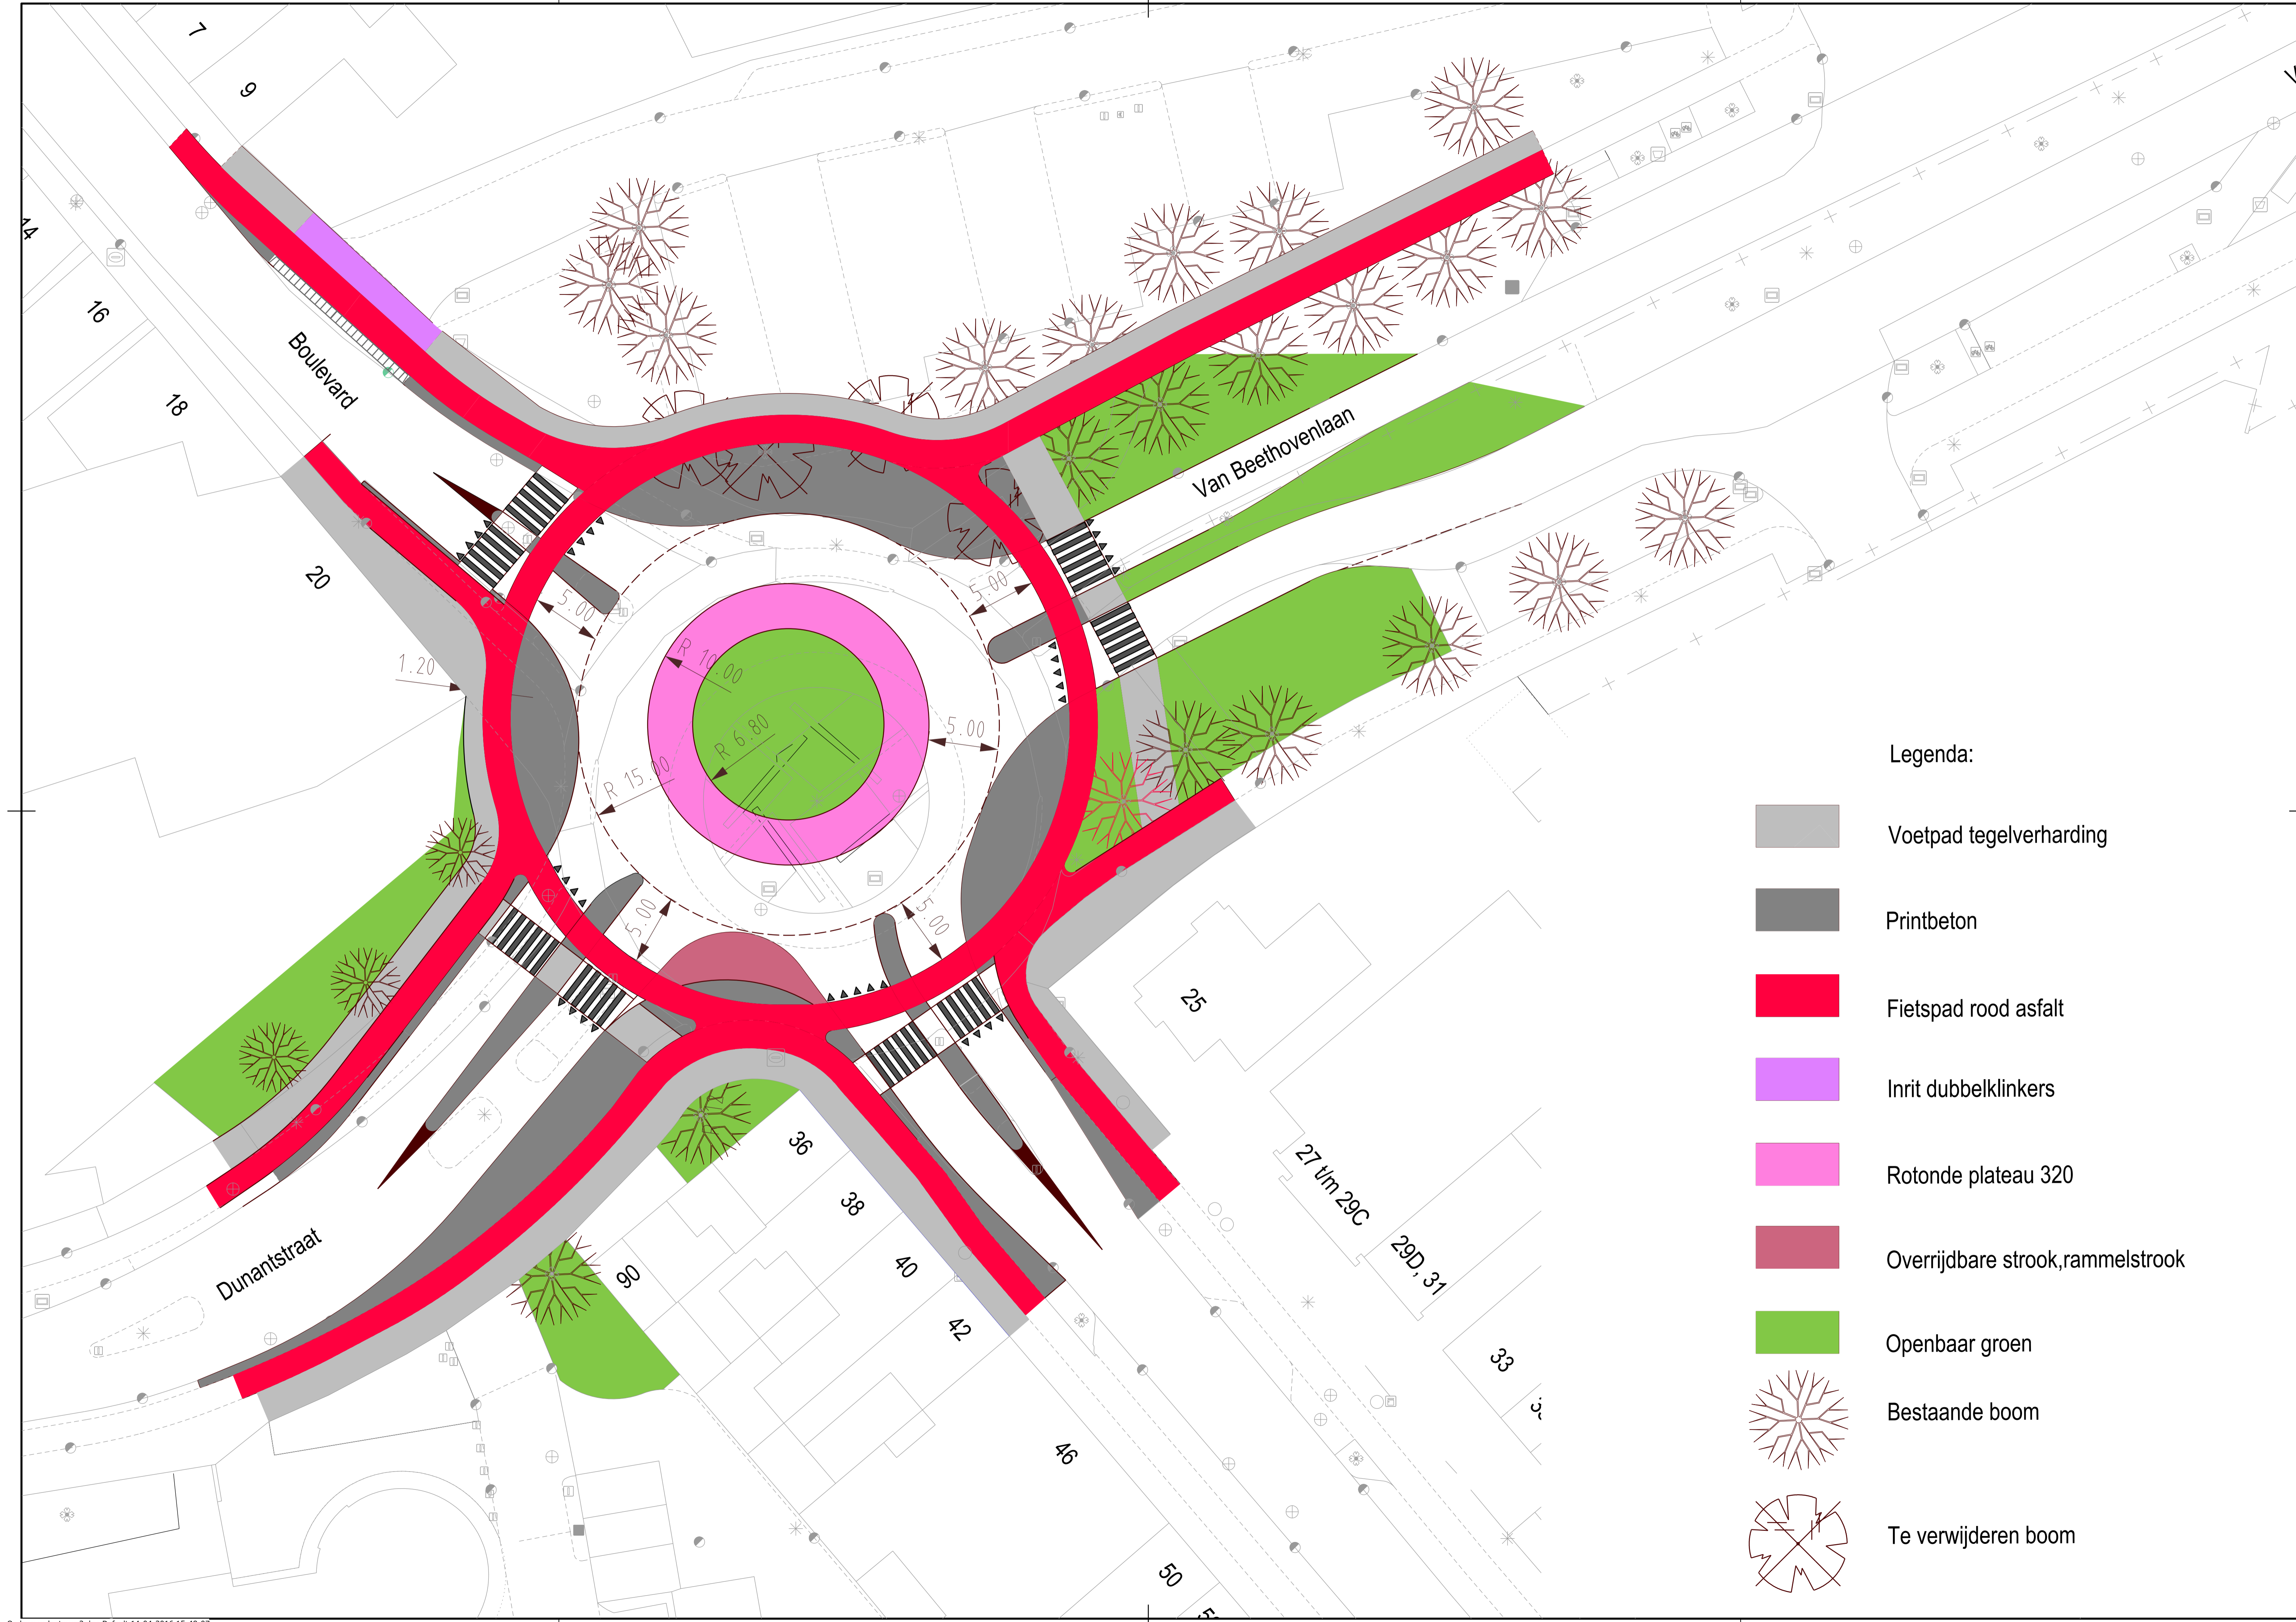 7
9
14
16
18
20
Boulevard
Van Beethovenlaan
5.00
5.00
1.20
R 10.00
R 6.80
R 15.00
5.00
5.00
5.00
25
27 t/m 29C
29D, 31
33
36
38
40
42
46
50
90
Dunantstraat
Legenda:
Voetpad tegelverharding
Printbeton
Fietspad rood asfalt
Inrit dubbelklinkers
Rotonde plateau 320
Overrijdbare strook,rammelstrook
Openbaar groen
Bestaande boom
Te verwijderen boom